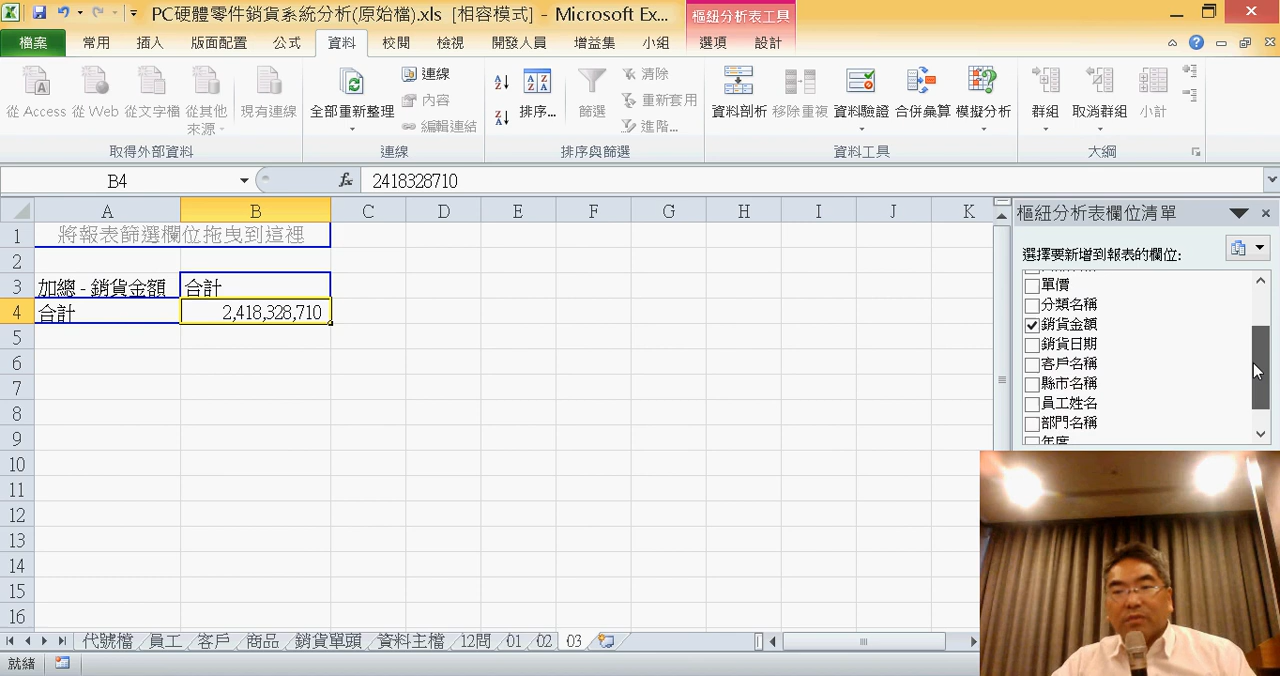 PC硬體零件銷貨系統分析(原始檔).xls [相容模式] - Microsoft Ex...
樞紐分析表工具
檔案 常用 插入 版面配置 公式 資料 校閱 檢視 開發人員 增益集 小組 選項 設計
從 Access 從 Web 從文字檔 從其他來源 現有連線
取得外部資料
全部重新整理
連線
內容
編輯連結
連線
排序...
篩選
清除
重新套用
進階...
排序與篩選
資料剖析 移除重複 資料驗證 合併彙算 模擬分析
資料工具
群組 取消群組 小計
大綱
B4 fx 2418328710
A B C D E F G H I J K
1 將報表篩選欄位拖曳到這裡
2
3 加總 - 銷貨金額 合計
4 合計 2,418,328,710
5
6
7
8
9
10
11
12
13
14
15
16
樞紐分析表欄位清單
選擇要新增到報表的欄位:
單價
分類名稱
銷貨金額
銷貨日期
客戶名稱
縣市名稱
員工姓名
部門名稱
年度
代號檔 員工 客戶 商品 銷貨單頭 資料主檔 12問 01 02 03
就緒